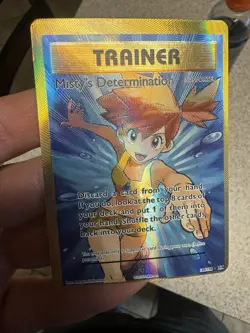 TRAINER
Misty's Determination
Discard a card from your hand.
If you do, look at the top 8 cards of
your deck and put 1 of them into
your hand. Shuffle the other cards
back into your deck.